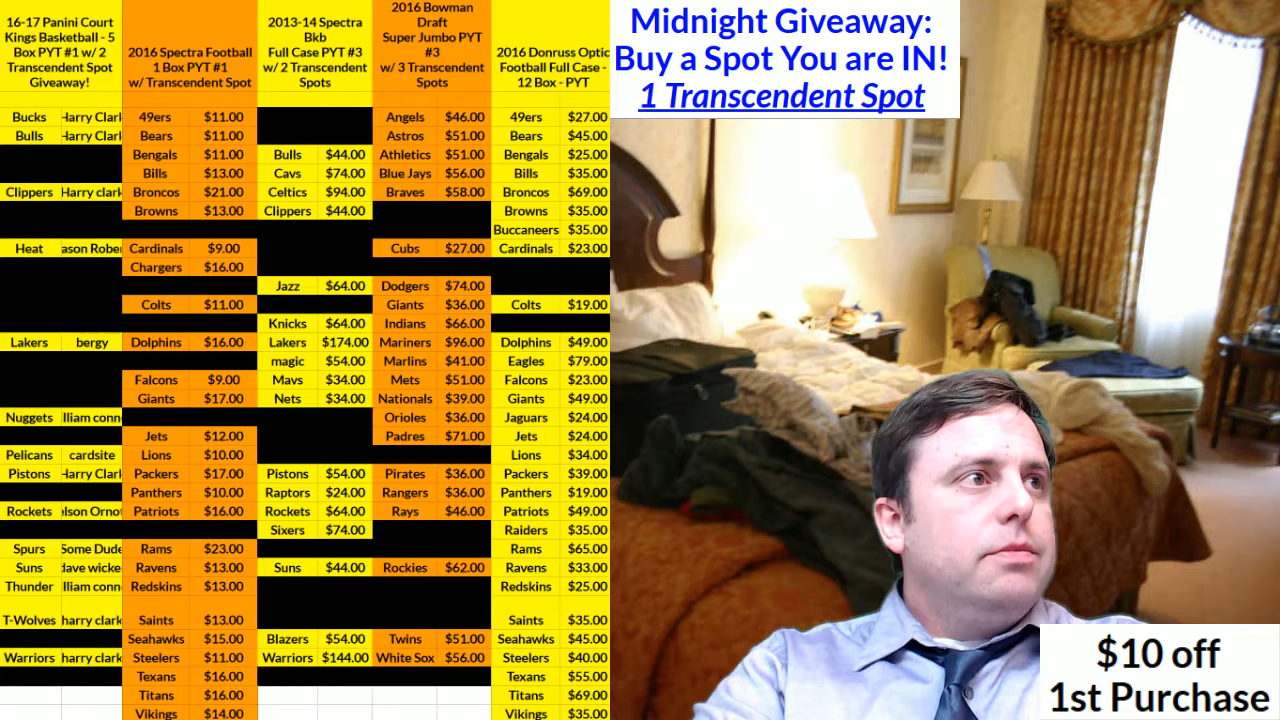 16-17 Panini Court
Kings Basketball - 5
Box PYT #1 w/ 2
Transcendent Spot
Giveaway!
2016 Spectra Football
1 Box PYT #1
w/ Transcendent Spot
2013-14 Spectra
Bkb
Full Case PYT #3
w/ 2 Transcendent
Spots
2016 Bowman
Draft
Super Jumbo PYT
#3
w/ 3 Transcendent
Spots
2016 Donruss Optic
Football Full Case -
12 Box - PYT
Midnight Giveaway:
Buy a Spot You are IN!
1 Transcendent Spot
Bucks Harry Clark 49ers $11.00 Angels $46.00 49ers $27.00
Bulls Harry Clark Bears $11.00 Astros $51.00 Bears $45.00
Bengals $11.00 Bulls $44.00 Athletics $51.00 Bengals $25.00
Bills $13.00 Cavs $74.00 Blue Jays $56.00 Bills $35.00
Clippers Harry clark Broncos $21.00 Celtics $94.00 Braves $58.00 Broncos $69.00
Browns $13.00 Clippers $44.00 Browns $35.00
Buccaneers $35.00
Heat ason Rober Cardinals $9.00 Cubs $27.00 Cardinals $23.00
Chargers $16.00
Jazz $64.00 Dodgers $74.00
Colts $11.00 Giants $36.00 Colts $19.00
Knicks $64.00 Indians $66.00
Lakers bergy Dolphins $16.00 Lakers $174.00 Mariners $96.00 Dolphins $49.00
magic $54.00 Marlins $41.00 Eagles $79.00
Falcons $9.00 Mavs $34.00 Mets $51.00 Falcons $23.00
Giants $17.00 Nets $34.00 Nationals $39.00 Giants $49.00
Nuggets lliam conn Orioles $36.00 Jaguars $24.00
Jets $12.00 Padres $71.00 Jets $24.00
Pelicans cardsite Lions $10.00 Lions $34.00
Pistons Harry Clark Packers $17.00 Pistons $54.00 Pirates $36.00 Packers $39.00
Panthers $10.00 Raptors $24.00 Rangers $36.00 Panthers $19.00
Rockets elson Ornot Patriots $16.00 Rockets $64.00 Rays $46.00 Patriots $49.00
Sixers $74.00 Raiders $35.00
Spurs Some Dude Rams $23.00 Rams $65.00
Suns dave wicke Ravens $13.00 Suns $44.00 Rockies $62.00 Ravens $33.00
Thunder lliam conn Redskins $13.00 Redskins $25.00
T-Wolves harry clark Saints $13.00 Saints $35.00
Seahawks $15.00 Blazers $54.00 Twins $51.00 Seahawks $45.00
Warriors harry clark Steelers $11.00 Warriors $144.00 White Sox $56.00 Steelers $40.00
Texans $16.00 Texans $55.00
Titans $16.00 Titans $69.00
Vikings $14.00 Vikings $35.00
$10 off
1st Purchase